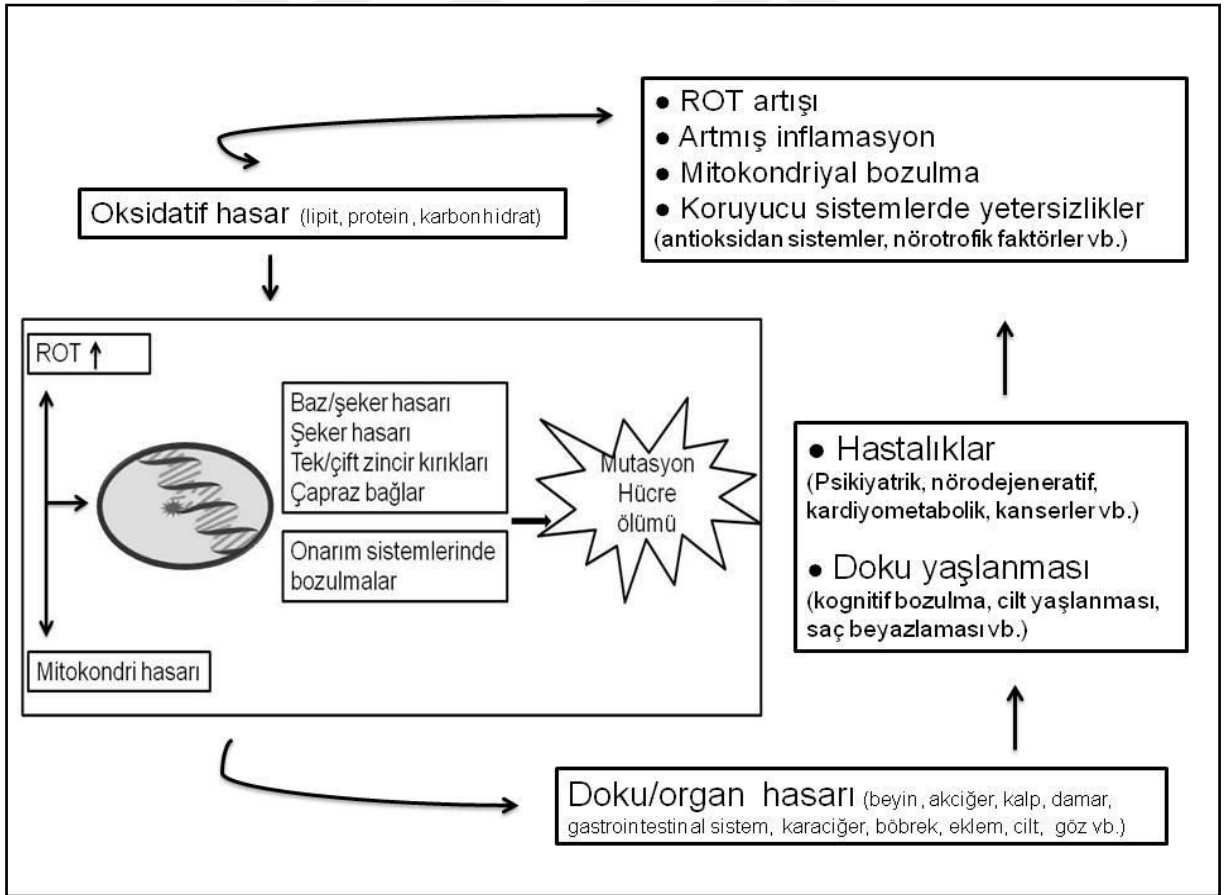 ● ROT artışı
● Artmış inflamasyon
● Mitokondriyal bozulma
● Koruyucu sistemlerde yetersizlikler
(antioksidan sistemler, nörotrofik faktörler vb.)
Oksidatif hasar (lipit, protein, karbonhidrat)
ROT ↑
Baz/şeker hasarı
Şeker hasarı
Tek/çift zincir kırıkları
Çapraz bağlar
Onarım sistemlerinde
bozulmalar
Mutasyon
Hücre
ölümü
Mitokondri hasarı
● Hastalıklar
(Psikiyatrik, nörodejeneratif,
kardiyometabolik, kanserler vb.)
● Doku yaşlanması
(kognitif bozulma, cilt yaşlanması,
saç beyazlaması vb.)
Doku/organ hasarı (beyin, akciğer, kalp, damar,
gastrointestinal sistem, karaciğer, böbrek, eklem, cilt, göz vb.)